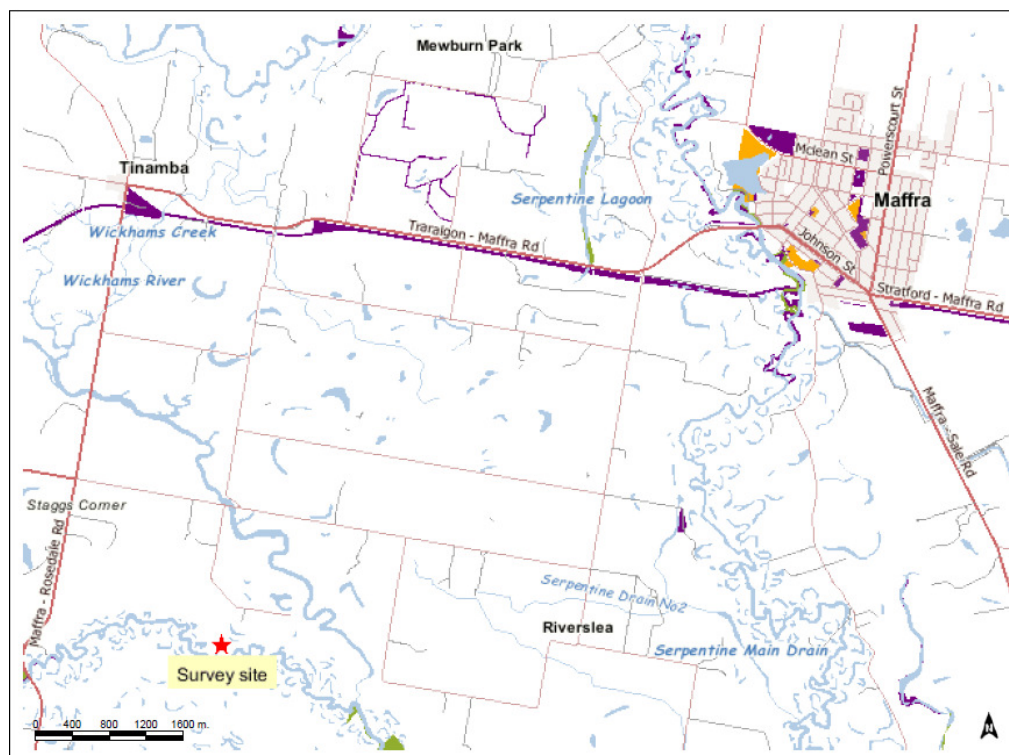 Mewburn Park
Mclean St
Powerscourt St
Tinamba
Serpentine Lagoon
Maffra
Wickhams Creek
Traralgon - Maffra Rd
Johnson St
Wickhams River
Stratford - Maffra Rd
Maffra - Sale Rd
Staggs Corner
Maffra - Rosedale Rd
Serpentine Drain No2
Riverslea
Serpentine Main Drain
Survey site
0 400 800 1200 1600 m.
N